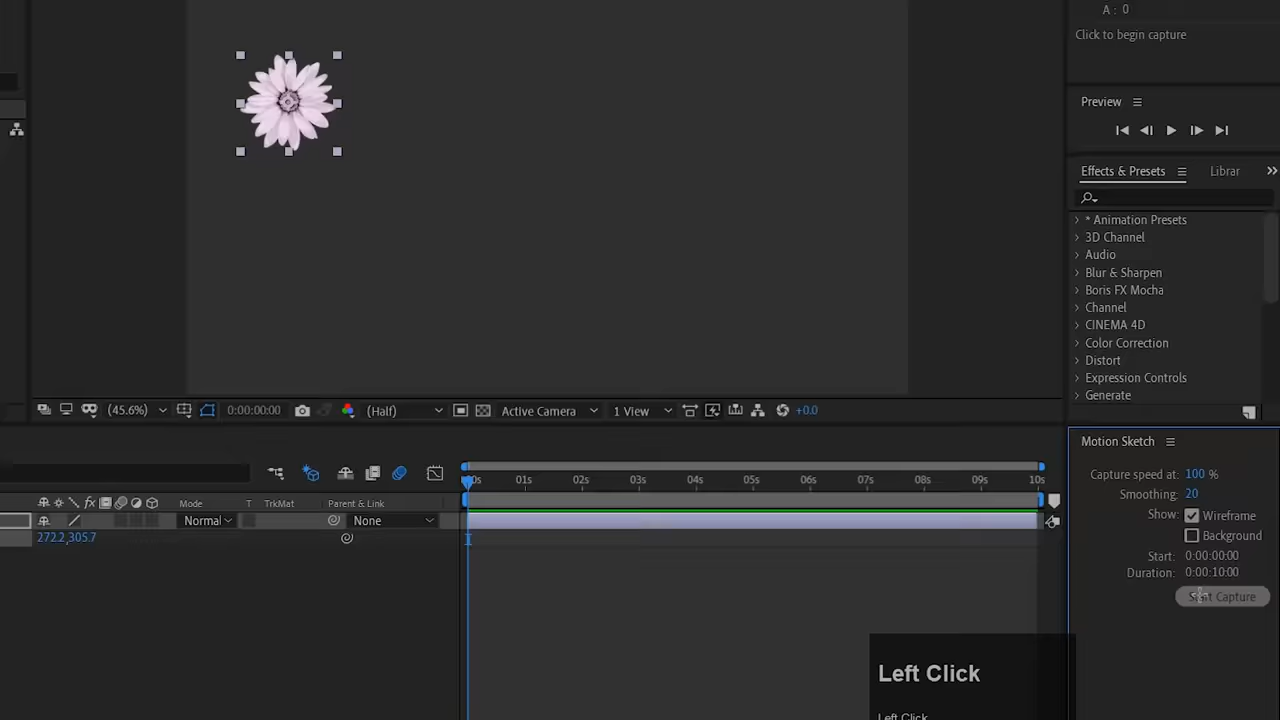 A : 0
Click to begin capture
Preview
Effects & Presets
Librar
* Animation Presets
3D Channel
Audio
Blur & Sharpen
Boris FX Mocha
Channel
CINEMA 4D
Color Correction
Distort
Expression Controls
Generate
(45.6%)
0:00:00:00
(Half)
Active Camera
1 View
+0.0
Motion Sketch
Capture speed at: 100 %
Smoothing: 20
Show: Wireframe
Background
Start: 0:00:00:00
Duration: 0:00:10:00
Start Capture
00s 01s 02s 03s 04s 05s 06s 07s 08s 09s 10s
fx Mode T TrkMat Parent & Link
Normal None
272.2,305.7
Left Click
Left Click